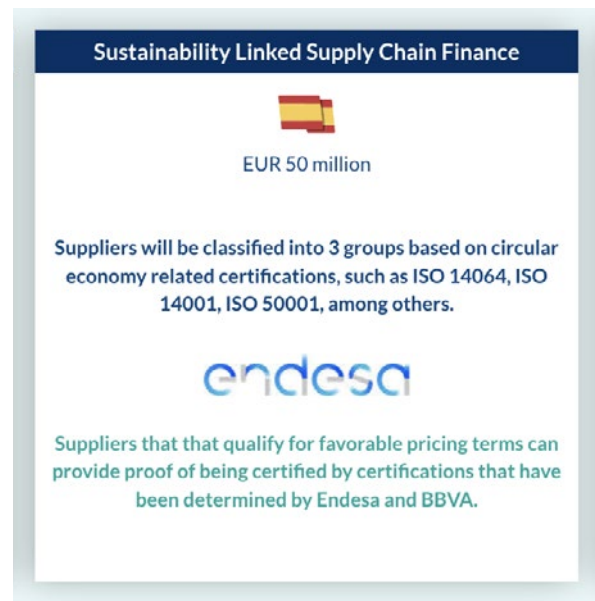 Sustainability Linked Supply Chain Finance
EUR 50 million
Suppliers will be classified into 3 groups based on circular
economy related certifications, such as ISO 14064, ISO
14001, ISO 50001, among others.
endesa
Suppliers that that qualify for favorable pricing terms can
provide proof of being certified by certifications that have
been determined by Endesa and BBVA.